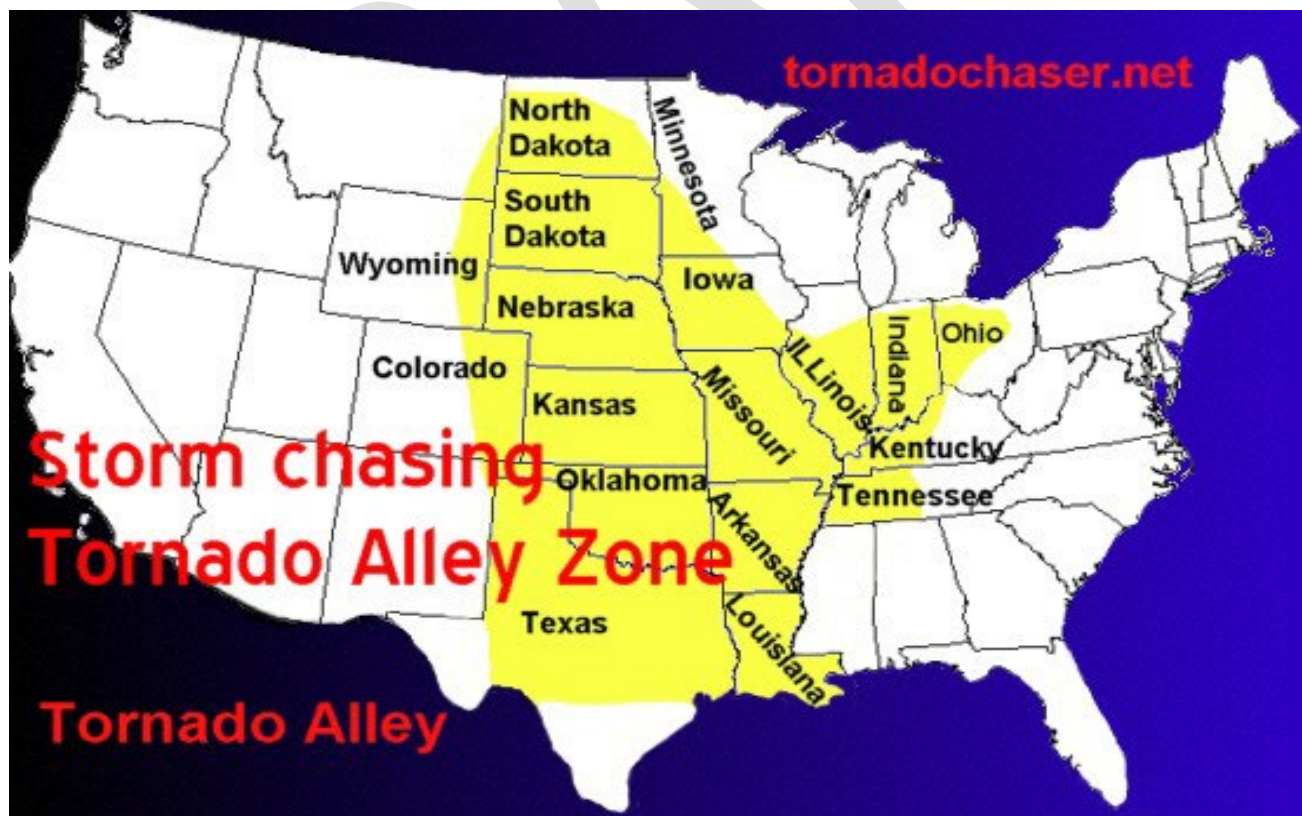 tornadochaser.net
North
Dakota
Minnesota
South
Dakota
Wyoming
Iowa
Nebraska
Colorado
Kansas
Missouri
ILLinois
Indiana
Ohio
Kentucky
Storm chasing
Oklahoma
Tennessee
Arkansas
Tornado Alley Zone
Texas
Louisiana
Tornado Alley